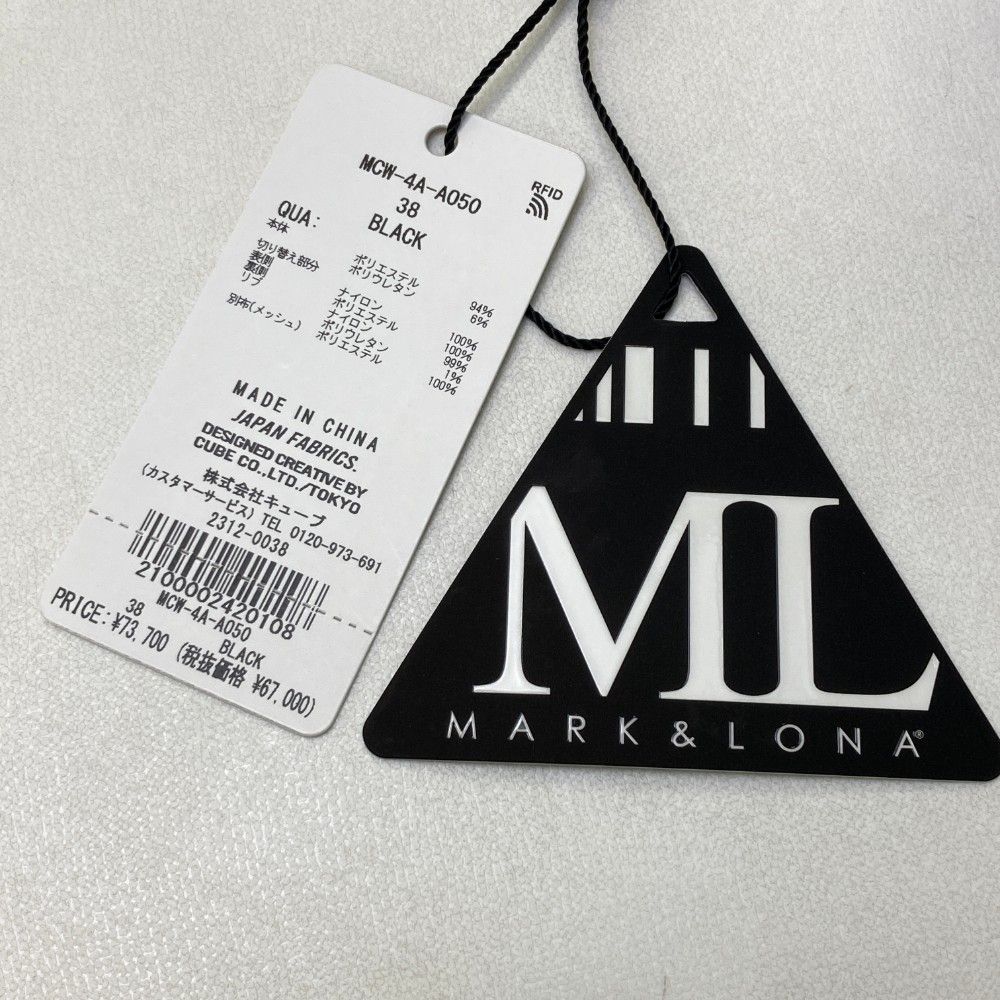 MCW-4A-A050
38
BLACK
RFID
QUA:
本体 ポリエステル 94%
ポリウレタン 6%
切り替え部分
表側 ナイロン 100%
裏側 ポリエステル 100%
リブ ナイロン 99%
ポリウレタン 1%
別布(メッシュ) ポリエステル 100%
MADE IN CHINA
JAPAN FABRICS.
DESIGNED CREATIVE BY
CUBE CO.,LTD./TOKYO
株式会社キューブ
(カスタマーサービス) TEL 0120-973-691
2312-0038
2100002420108
38 MCW-4A-A050
BLACK
PRICE:¥73,700 (税抜価格 ¥67,000)
ML
MARK&LONA®